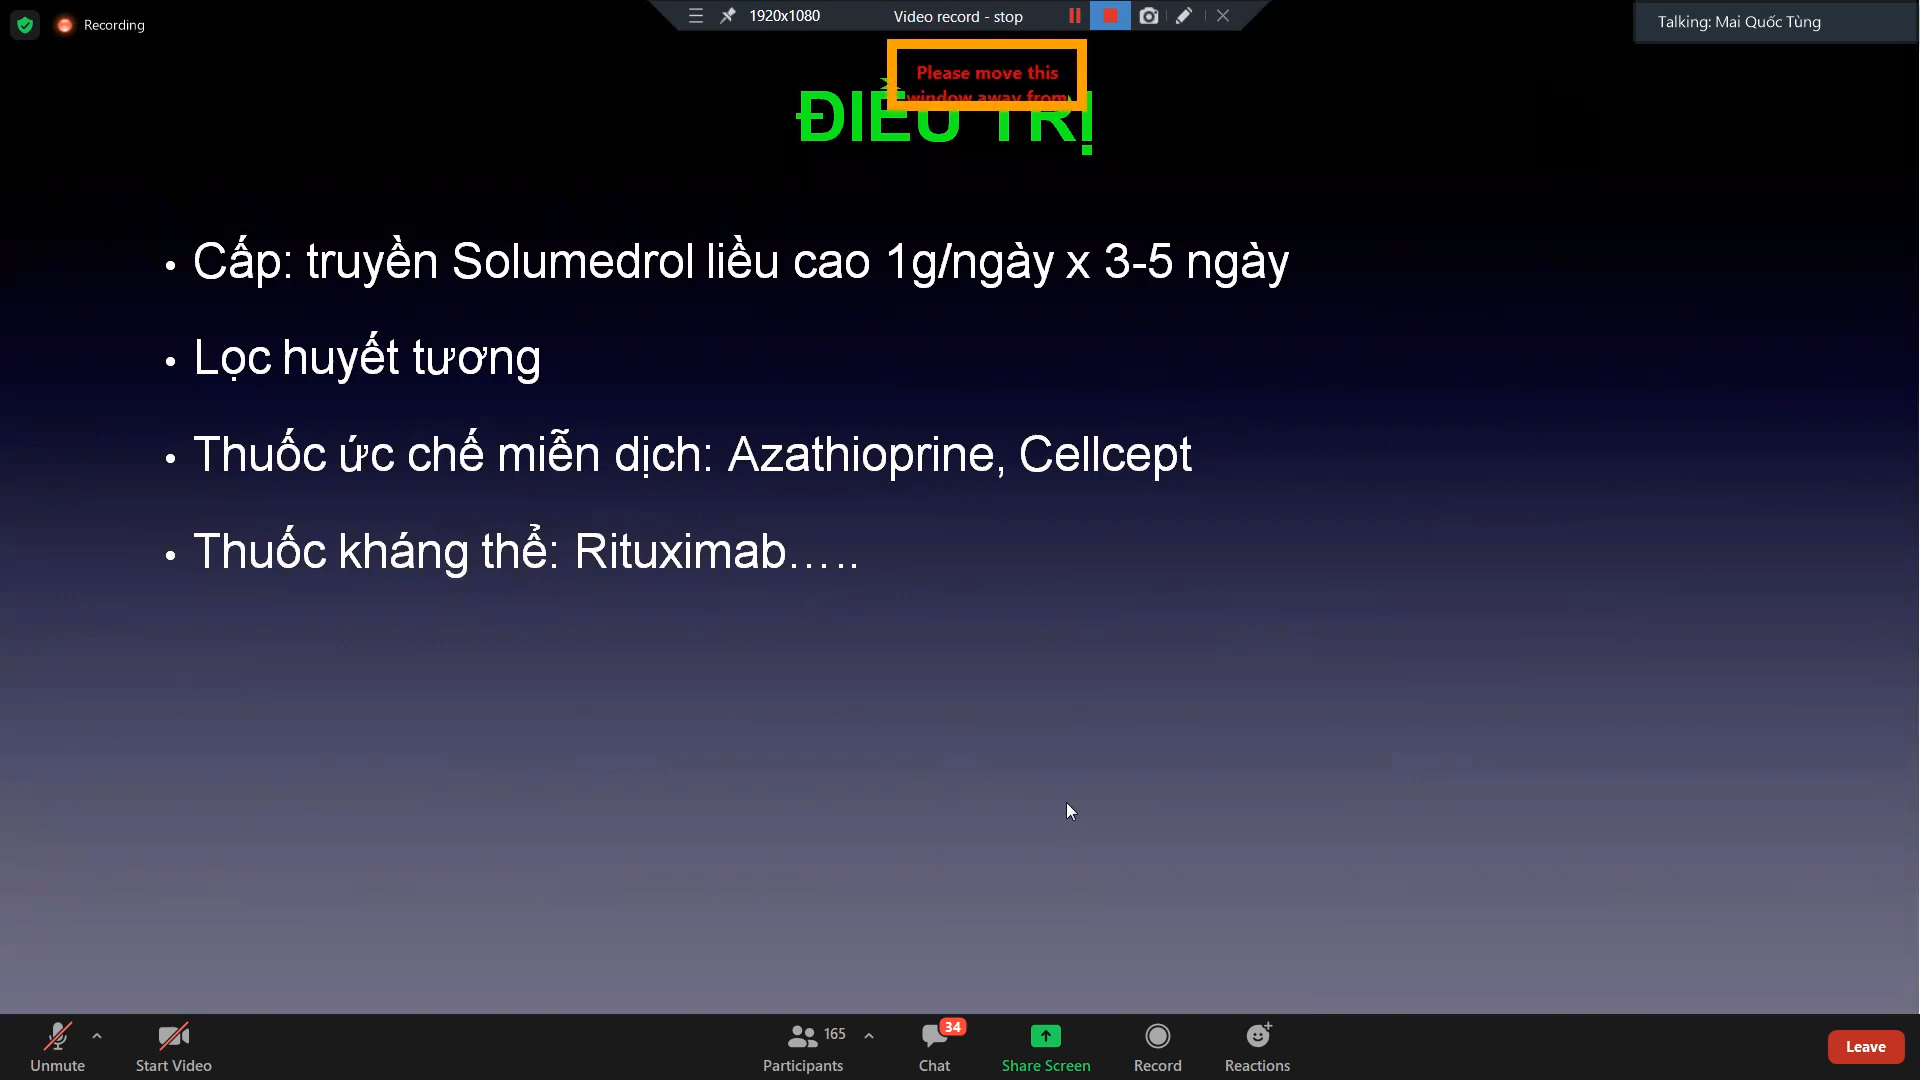 Recording
1920x1080
Video record - stop
Talking: Mai Quốc Tùng
Please move this
window away from
ĐIỀU TRỊ
• Cấp: truyền Solumedrol liều cao 1g/ngày x 3-5 ngày
• Lọc huyết tương
• Thuốc ức chế miễn dịch: Azathioprine, Cellcept
• Thuốc kháng thể: Rituximab…..
165
34
Unmute
Start Video
Participants
Chat
Share Screen
Record
Reactions
Leave